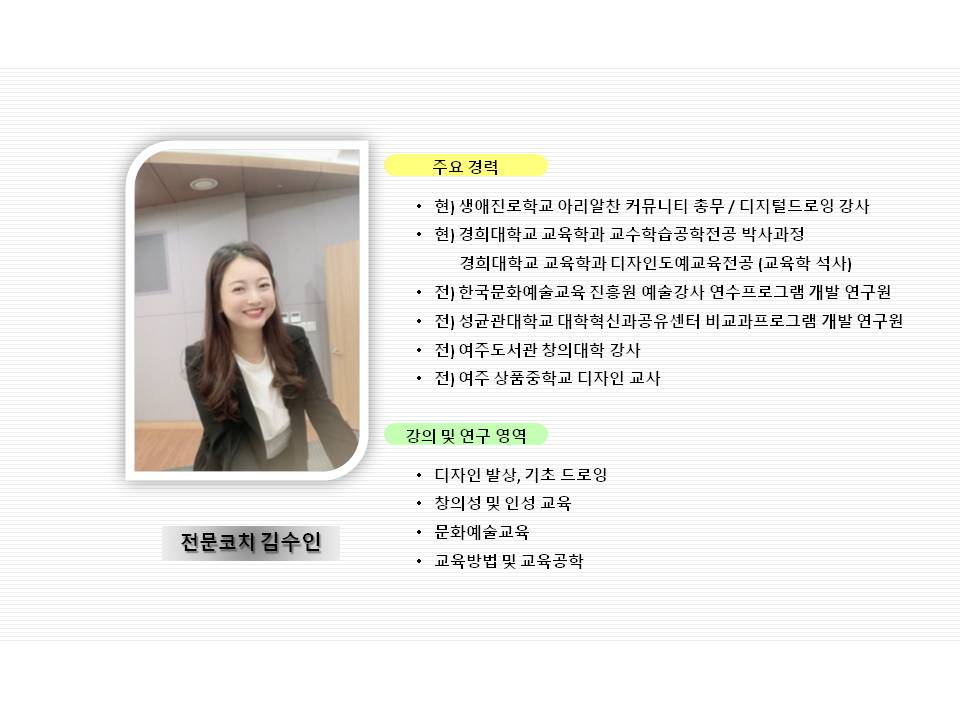 주요 경력
• 현) 생애진로학교 아리알찬 커뮤니티 총무 / 디지털드로잉 강사
• 현) 경희대학교 교육학과 교수학습공학전공 박사과정
경희대학교 교육학과 디자인도예교육전공 (교육학 석사)
• 전) 한국문화예술교육 진흥원 예술강사 연수프로그램 개발 연구원
• 전) 성균관대학교 대학혁신과공유센터 비교과프로그램 개발 연구원
• 전) 여주도서관 창의대학 강사
• 전) 여주 상품중학교 디자인 교사
강의 및 연구 영역
• 디자인 발상, 기초 드로잉
• 창의성 및 인성 교육
• 문화예술교육
• 교육방법 및 교육공학
전문코치 김수인